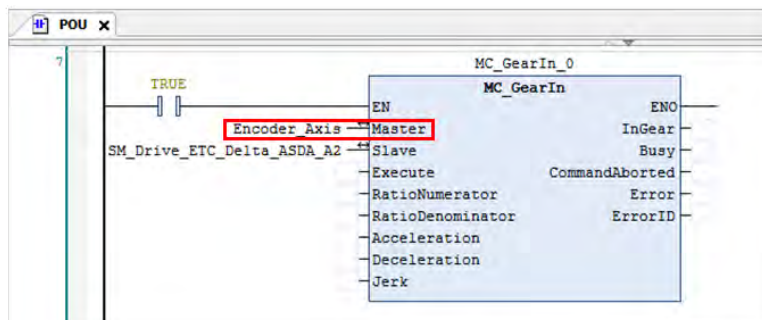 POU
7
MC_GearIn_0
TRUE
MC_GearIn
EN ENO
Encoder_Axis Master InGear
SM_Drive_ETC_Delta_ASDA_A2 Slave Busy
Execute CommandAborted
RatioNumerator Error
RatioDenominator ErrorID
Acceleration
Deceleration
Jerk